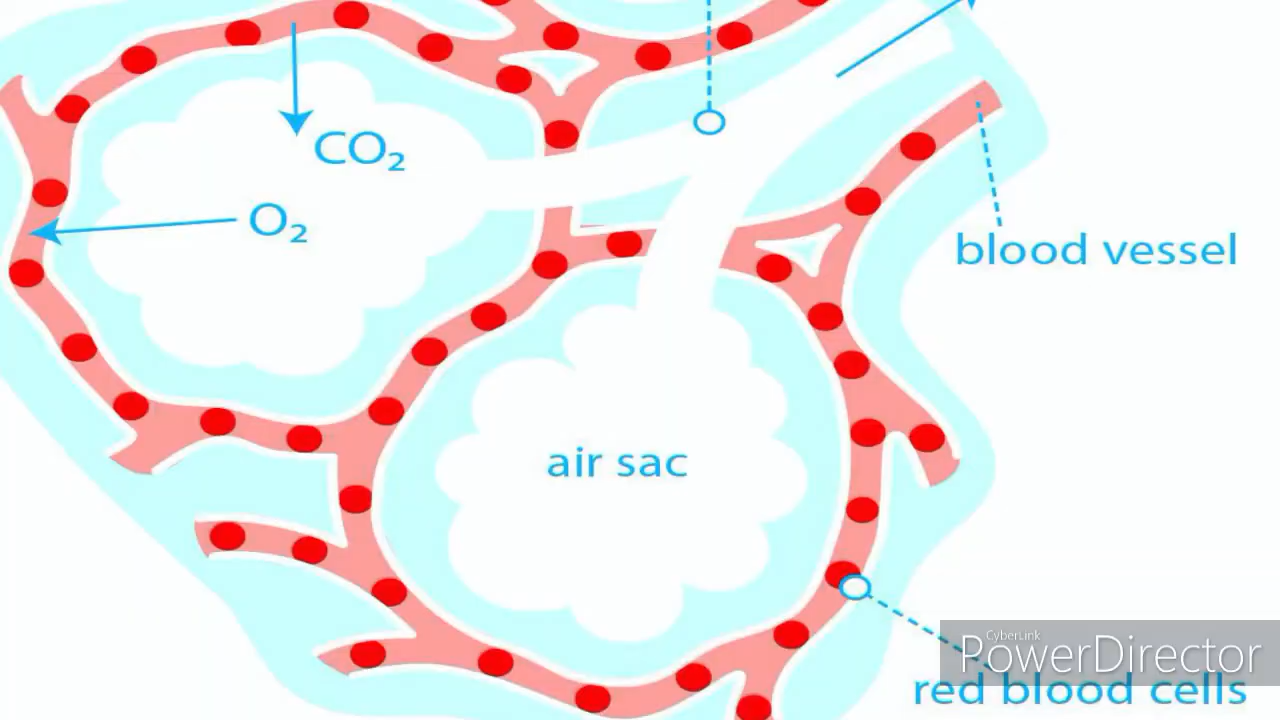 CO₂
O₂
blood vessel
air sac
CyberLink
PowerDirector
red blood cells